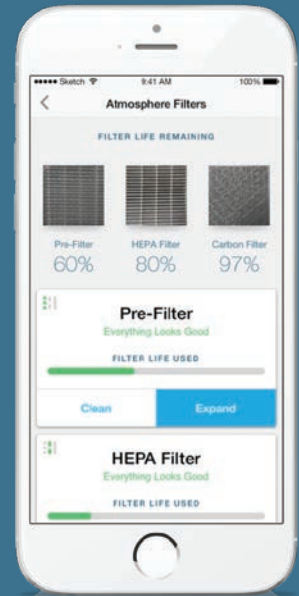 Sketch 9:41 AM 100%
Atmosphere Filters
FILTER LIFE REMAINING
Pre-Filter HEPA Filter Carbon Filter
60% 80% 97%
Pre-Filter
Everything Looks Good
FILTER LIFE USED
Clean Expand
HEPA Filter
Everything Looks Good
FILTER LIFE USED